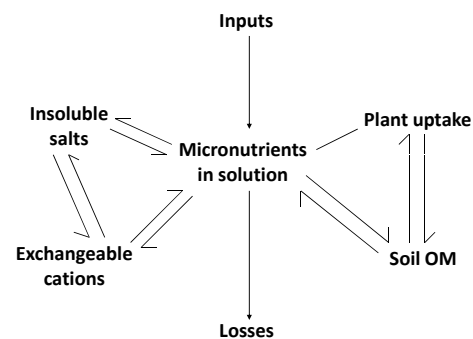 Inputs
Insoluble
salts
Plant uptake
Micronutrients
in solution
Exchangeable
cations
Soil OM
Losses